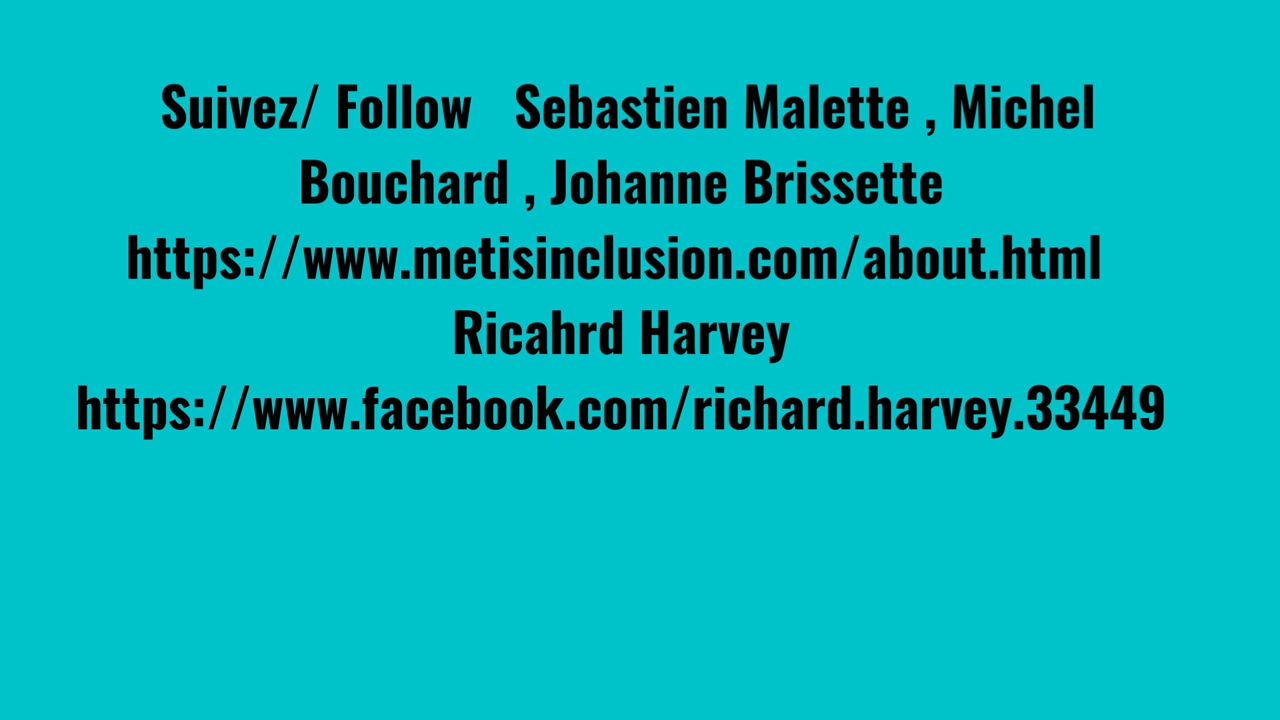 Suivez/ Follow Sebastien Malette , Michel
Bouchard , Johanne Brissette
https://www.metisinclusion.com/about.html
Ricahrd Harvey
https://www.facebook.com/richard.harvey.33449